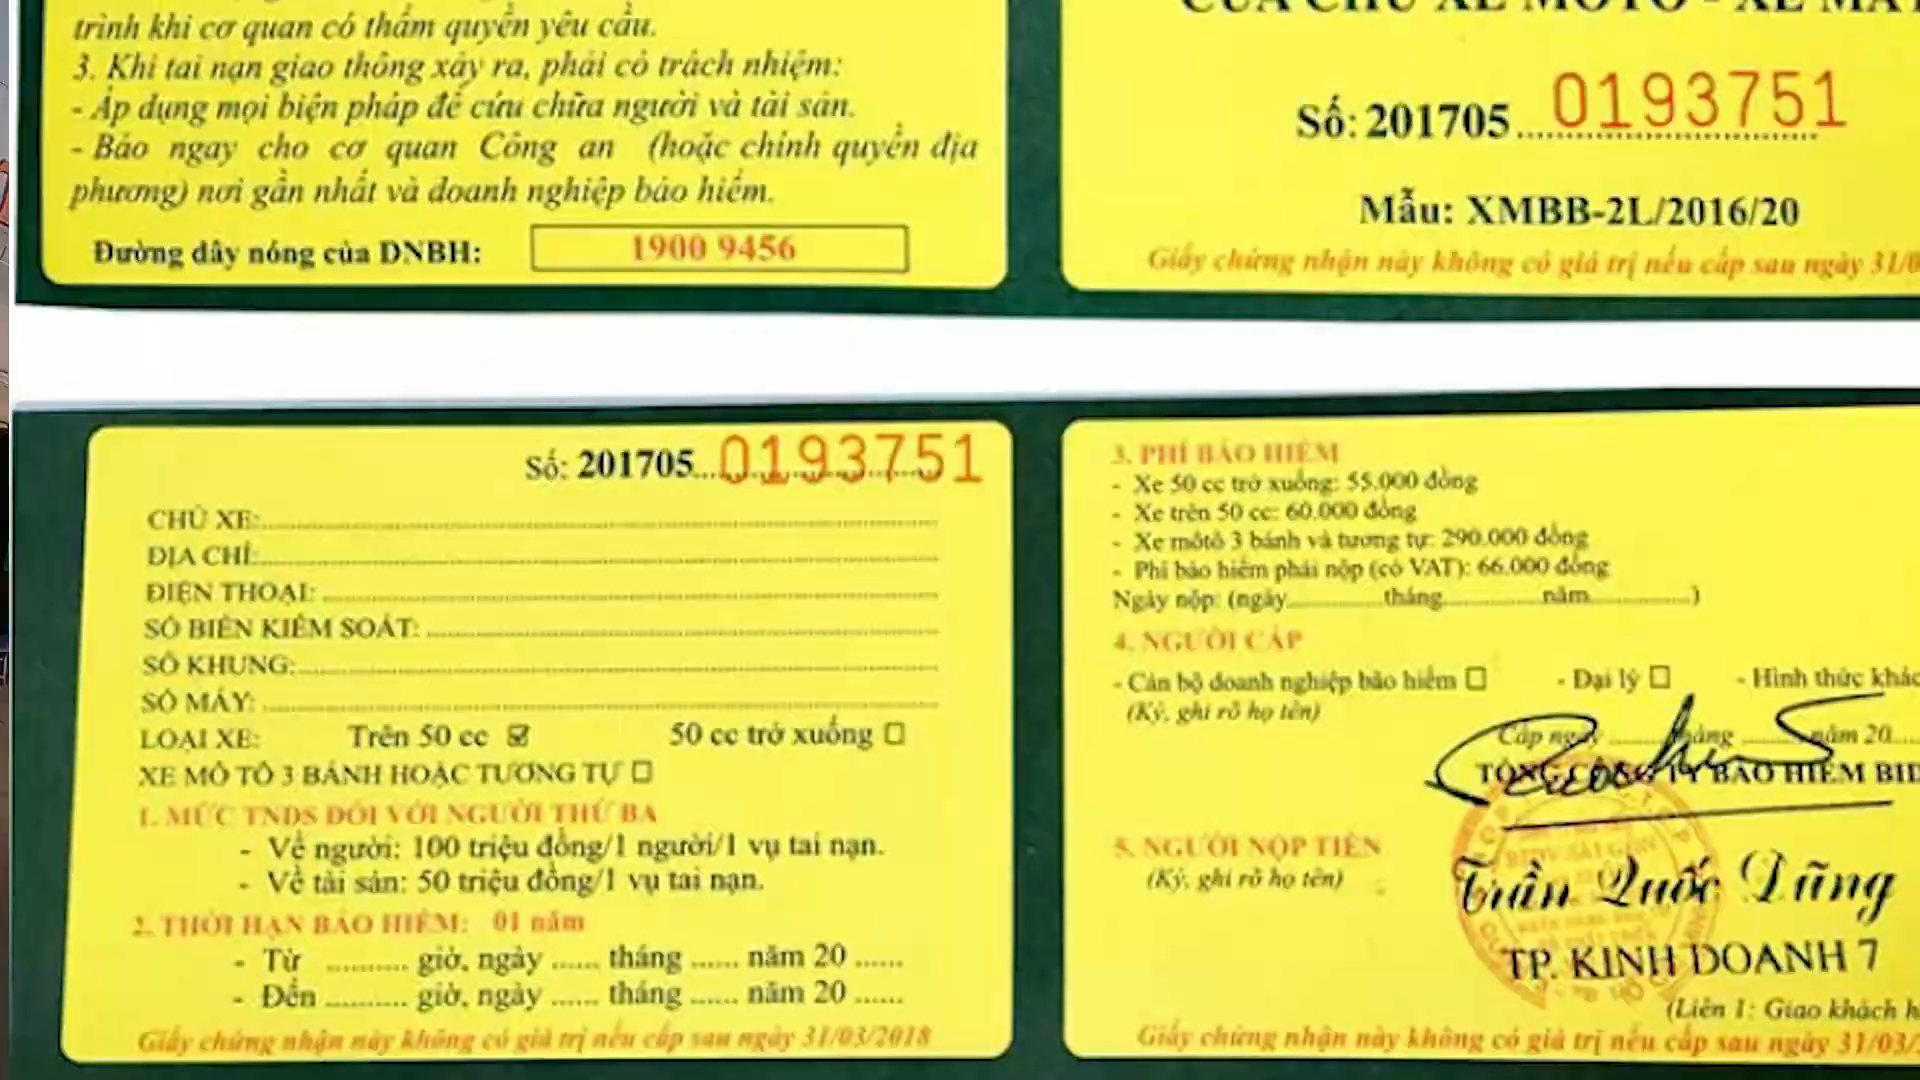 trình khi cơ quan có thẩm quyền yêu cầu.
3. Khi tai nạn giao thông xảy ra, phải có trách nhiệm:
- Áp dụng mọi biện pháp để cứu chữa người và tài sản.
- Báo ngay cho cơ quan Công an (hoặc chính quyền địa
phương) nơi gần nhất và doanh nghiệp bảo hiểm.
Đường dây nóng của DNBH: 1900 9456
CỦA CHỦ XE MÔTÔ - XE MÁY
Số: 201705 0193751
Mẫu: XMBB-2L/2016/20
Giấy chứng nhận này không có giá trị nếu cấp sau ngày 31/0
Số: 201705 0193751
CHỦ XE:
ĐỊA CHỈ:
ĐIỆN THOẠI:
SỐ BIỂN KIỂM SOÁT:
SỐ KHUNG:
SỐ MÁY:
LOẠI XE: Trên 50 cc ☑ 50 cc trở xuống ☐
XE MÔ TÔ 3 BÁNH HOẶC TƯƠNG TỰ ☐
1. MỨC TNDS ĐỐI VỚI NGƯỜI THỨ BA
- Về người: 100 triệu đồng/1 người/1 vụ tai nạn.
- Về tài sản: 50 triệu đồng/1 vụ tai nạn.
2. THỜI HẠN BẢO HIỂM: 01 năm
- Từ .......... giờ, ngày ...... tháng ...... năm 20 ......
- Đến .......... giờ, ngày ...... tháng ...... năm 20 ......
Giấy chứng nhận này không có giá trị nếu cấp sau ngày 31/03/2018
3. PHÍ BẢO HIỂM
- Xe 50 cc trở xuống: 55.000 đồng
- Xe trên 50 cc: 60.000 đồng
- Xe môtô 3 bánh và tương tự: 290.000 đồng
- Phí bảo hiểm phải nộp (có VAT): 66.000 đồng
Ngày nộp: (ngày..............tháng..............năm..............)
4. NGƯỜI CẤP
- Cán bộ doanh nghiệp bảo hiểm ☐ - Đại lý ☐ - Hình thức khác
(Ký, ghi rõ họ tên)
Cấp ngày ........ tháng ........ năm 20....
TỔNG CÔNG TY BẢO HIỂM BID
5. NGƯỜI NỘP TIỀN
(Ký, ghi rõ họ tên)
Trần Quốc Dũng
TP. KINH DOANH 7
(Liên 1: Giao khách h
Giấy chứng nhận này không có giá trị nếu cấp sau ngày 31/03/